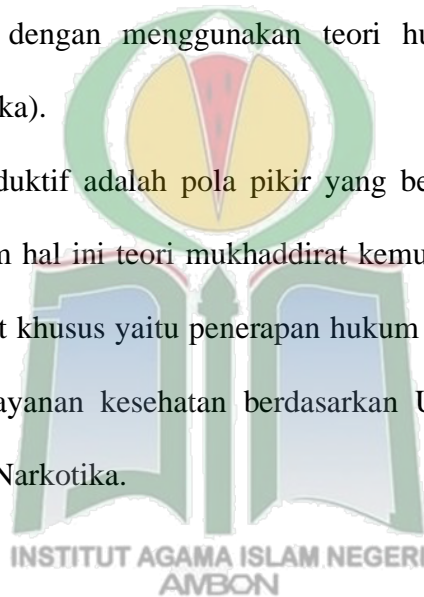 dengan menggunakan teori hu
ka).
duktif adalah pola pikir yang be
m hal ini teori mukhaddirat kemu
t khusus yaitu penerapan hukum
ayanan kesehatan berdasarkan U
Narkotika.
INSTITUT AGAMA ISLAM NEGERI
AMBON